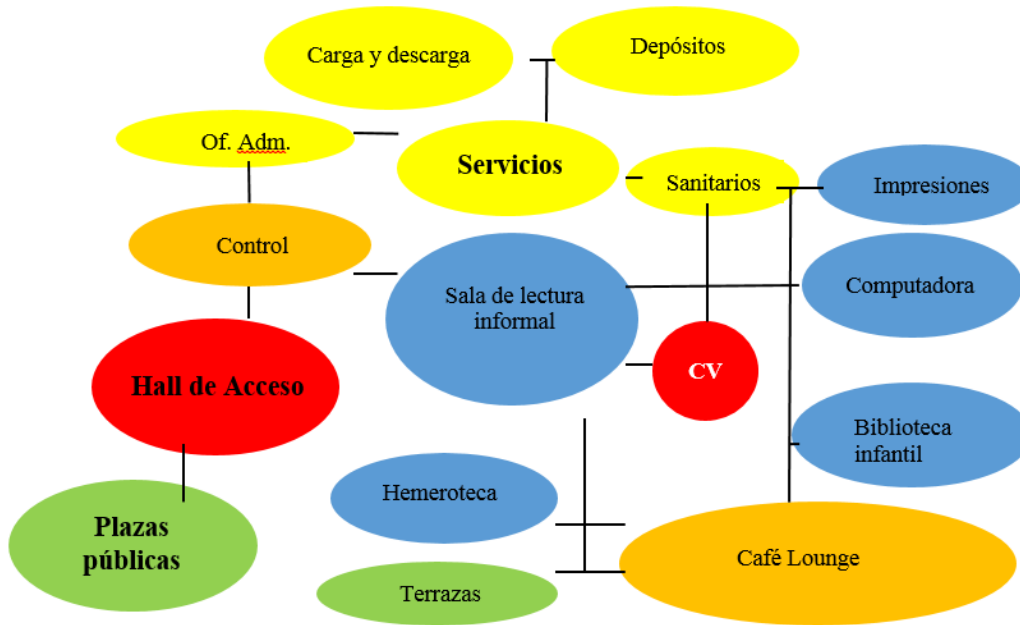 Carga y descarga
Depósitos
Of. Adm.
Servicios
Sanitarios
Impresiones
Control
Sala de lectura
informal
Computadora
Hall de Acceso
CV
Biblioteca
infantil
Hemeroteca
Plazas
públicas
Café Lounge
Terrazas